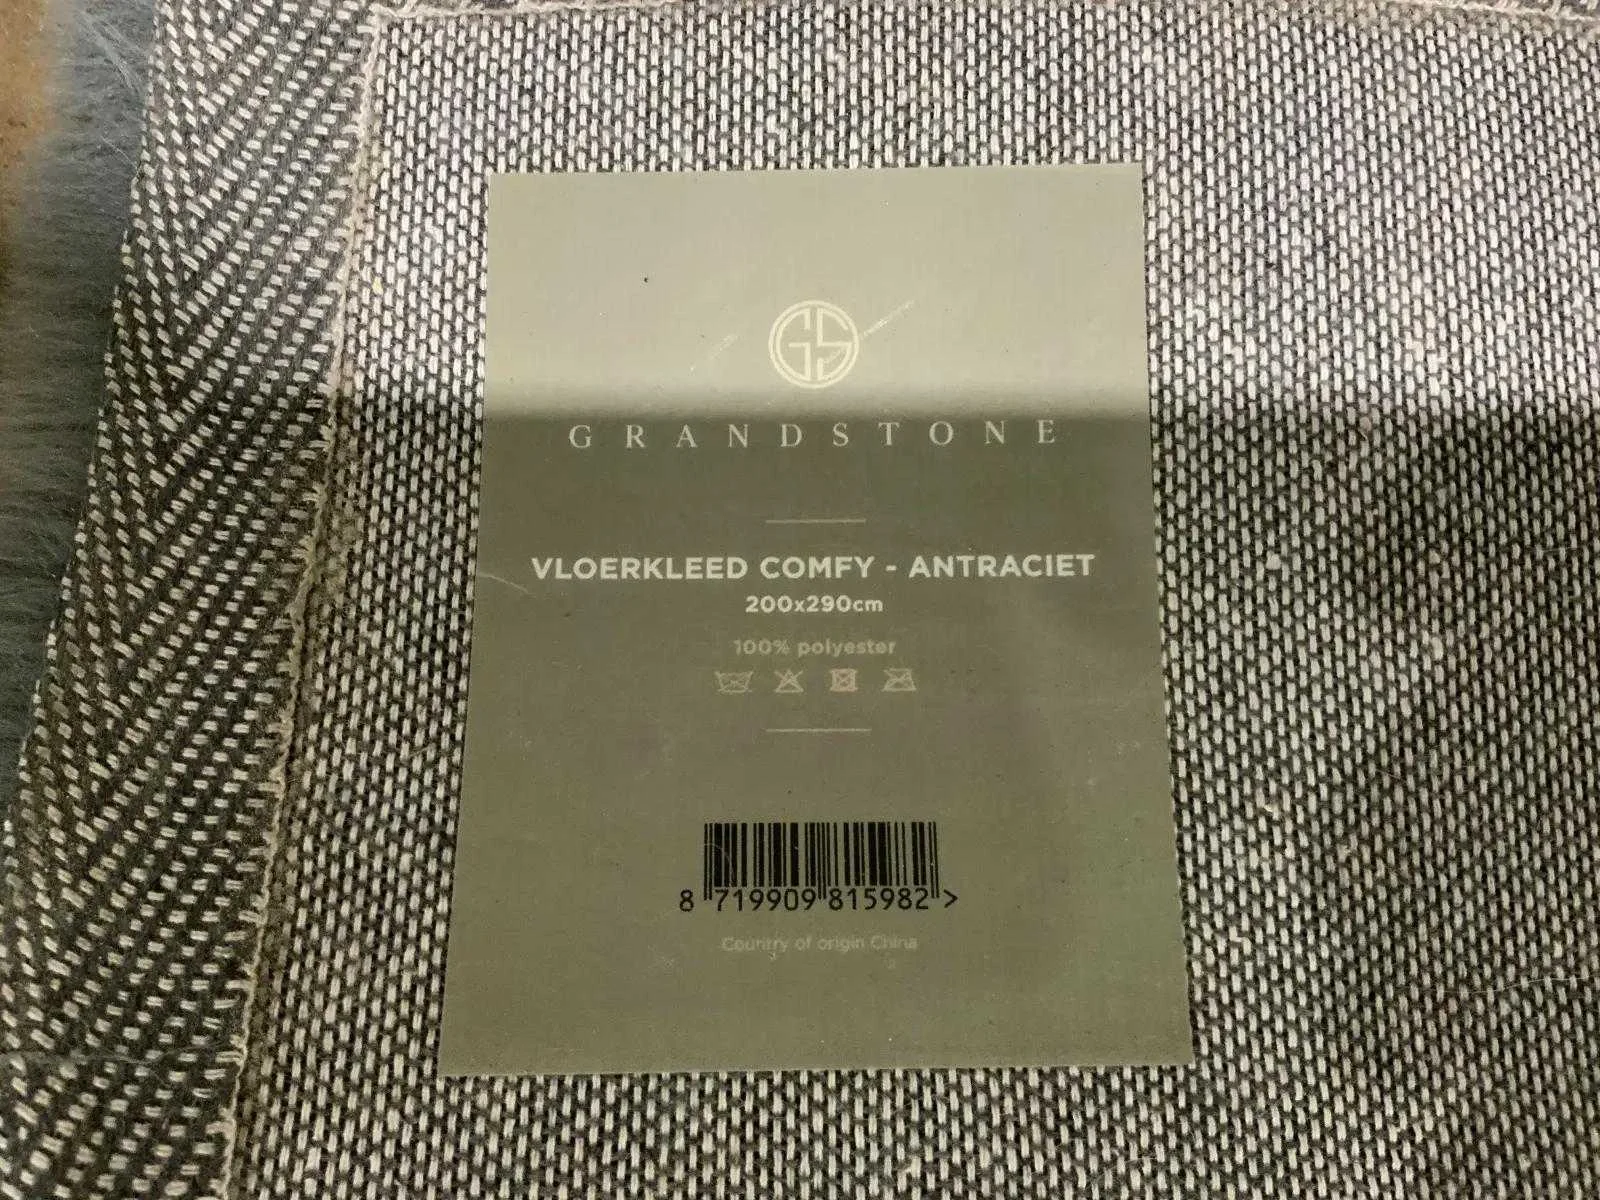 GS
GRANDSTONE
VLOERKLEED COMFY - ANTRACIET
200x290cm
100% polyester
8 719909 815982 >
Country of origin China